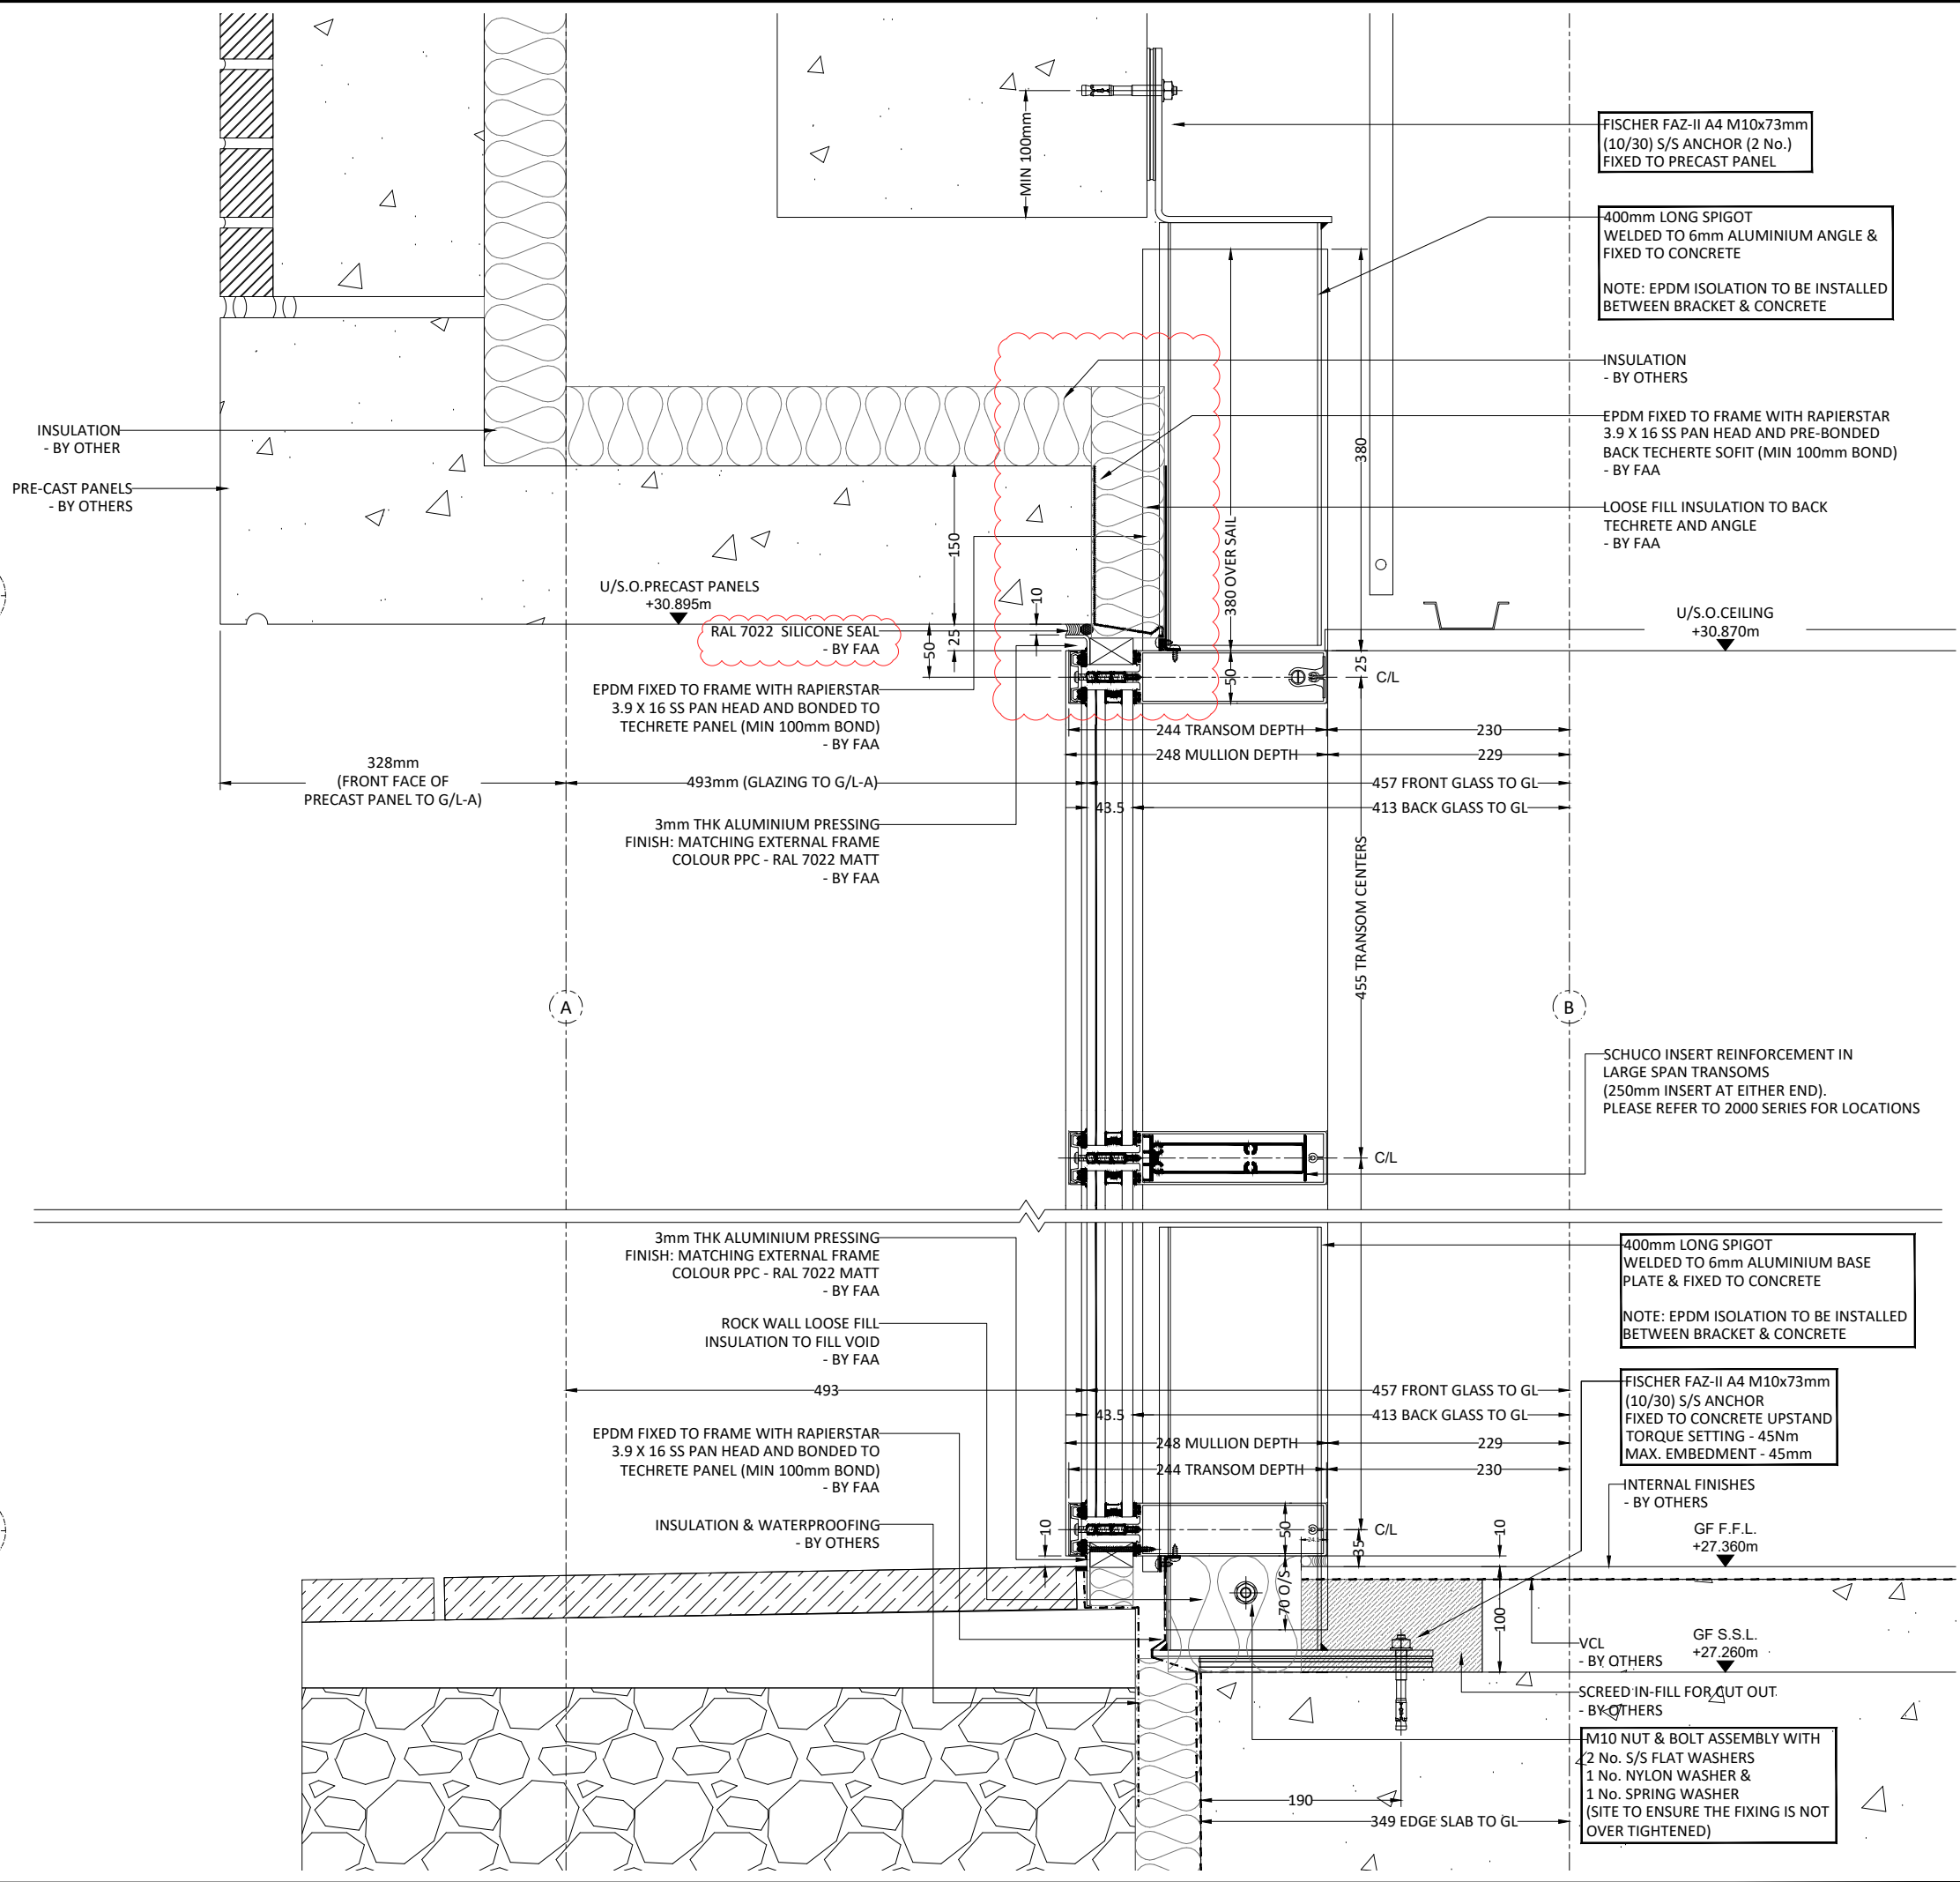 MIN 100mm
FISCHER FAZ-II A4 M10x73mm
(10/30) S/S ANCHOR (2 No.)
FIXED TO PRECAST PANEL
400mm LONG SPIGOT
WELDED TO 6mm ALUMINIUM ANGLE &
FIXED TO CONCRETE
NOTE: EPDM ISOLATION TO BE INSTALLED
BETWEEN BRACKET & CONCRETE
INSULATION
- BY OTHERS
EPDM FIXED TO FRAME WITH RAPIERSTAR
3.9 X 16 SS PAN HEAD AND PRE-BONDED
BACK TECHERTE SOFIT (MIN 100mm BOND)
- BY FAA
LOOSE FILL INSULATION TO BACK
TECHRETE AND ANGLE
- BY FAA
INSULATION
- BY OTHER
PRE-CAST PANELS
- BY OTHERS
380
380 OVER SAIL
150
10
25
50
U/S.O.PRECAST PANELS
+30.895m
RAL 7022  SILICONE SEAL
- BY FAA
U/S.O.CEILING
+30.870m
50
25
C/L
EPDM FIXED TO FRAME WITH RAPIERSTAR
3.9 X 16 SS PAN HEAD AND BONDED TO
TECHRETE PANEL (MIN 100mm BOND)
- BY FAA
244 TRANSOM DEPTH
230
248 MULLION DEPTH
229
328mm
(FRONT FACE OF
PRECAST PANEL TO G/L-A)
493mm (GLAZING TO G/L-A)
457 FRONT GLASS TO GL
43.5
413 BACK GLASS TO GL
3mm THK ALUMINIUM PRESSING
FINISH: MATCHING EXTERNAL FRAME
COLOUR PPC - RAL 7022 MATT
- BY FAA
455 TRANSOM CENTERS
A
B
SCHUCO INSERT REINFORCEMENT IN
LARGE SPAN TRANSOMS
(250mm INSERT AT EITHER END).
PLEASE REFER TO 2000 SERIES FOR LOCATIONS
C/L
3mm THK ALUMINIUM PRESSING
FINISH: MATCHING EXTERNAL FRAME
COLOUR PPC - RAL 7022 MATT
- BY FAA
400mm LONG SPIGOT
WELDED TO 6mm ALUMINIUM BASE
PLATE & FIXED TO CONCRETE
NOTE: EPDM ISOLATION TO BE INSTALLED
BETWEEN BRACKET & CONCRETE
ROCK WALL LOOSE FILL
INSULATION TO FILL VOID
- BY FAA
493
457 FRONT GLASS TO GL
43.5
413 BACK GLASS TO GL
FISCHER FAZ-II A4 M10x73mm
(10/30) S/S ANCHOR
FIXED TO CONCRETE UPSTAND
TORQUE SETTING - 45Nm
MAX. EMBEDMENT - 45mm
EPDM FIXED TO FRAME WITH RAPIERSTAR
3.9 X 16 SS PAN HEAD AND BONDED TO
TECHRETE PANEL (MIN 100mm BOND)
- BY FAA
248 MULLION DEPTH
229
244 TRANSOM DEPTH
230
INTERNAL FINISHES
- BY OTHERS
INSULATION & WATERPROOFING
- BY OTHERS
10
50
C/L
35
10
GF F.F.L.
+27.360m
70 O/S
100
VCL
- BY OTHERS
GF S.S.L.
+27.260m
SCREED IN-FILL FOR CUT OUT
- BY OTHERS
M10 NUT & BOLT ASSEMBLY WITH
2 No. S/S FLAT WASHERS
1 No. NYLON WASHER &
1 No. SPRING WASHER
(SITE TO ENSURE THE FIXING IS NOT
OVER TIGHTENED)
190
349 EDGE SLAB TO GL